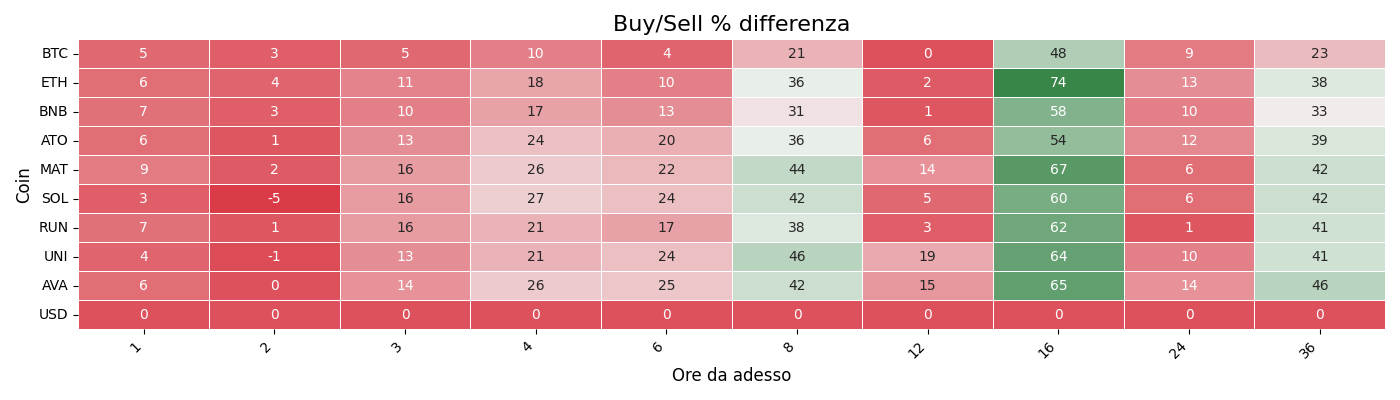 Buy/Sell % differenza
Coin
BTC 5 3 5 10 4 21 0 48 9 23
ETH 6 4 11 18 10 36 2 74 13 38
BNB 7 3 10 17 13 31 1 58 10 33
ATO 6 1 13 24 20 36 6 54 12 39
MAT 9 2 16 26 22 44 14 67 6 42
SOL 3 -5 16 27 24 42 5 60 6 42
RUN 7 1 16 21 17 38 3 62 1 41
UNI 4 -1 13 21 24 46 19 64 10 41
AVA 6 0 14 26 25 42 15 65 14 46
USD 0 0 0 0 0 0 0 0 0 0
1 2 3 4 6 8 12 16 24 36
Ore da adesso